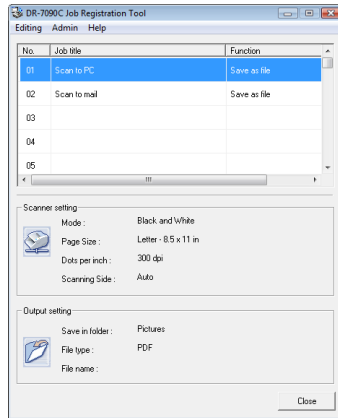 DR-7090C Job Registration Tool
Editing Admin Help
No. Job title Function
01 Scan to PC Save as file
02 Scan to mail Save as file
03
04
05
Scanner setting
Mode : Black and White
Page Size : Letter - 8.5 x 11 in
Dots per inch : 300 dpi
Scanning Side : Auto
Output setting
Save in folder : Pictures
File type : PDF
File name :
Close